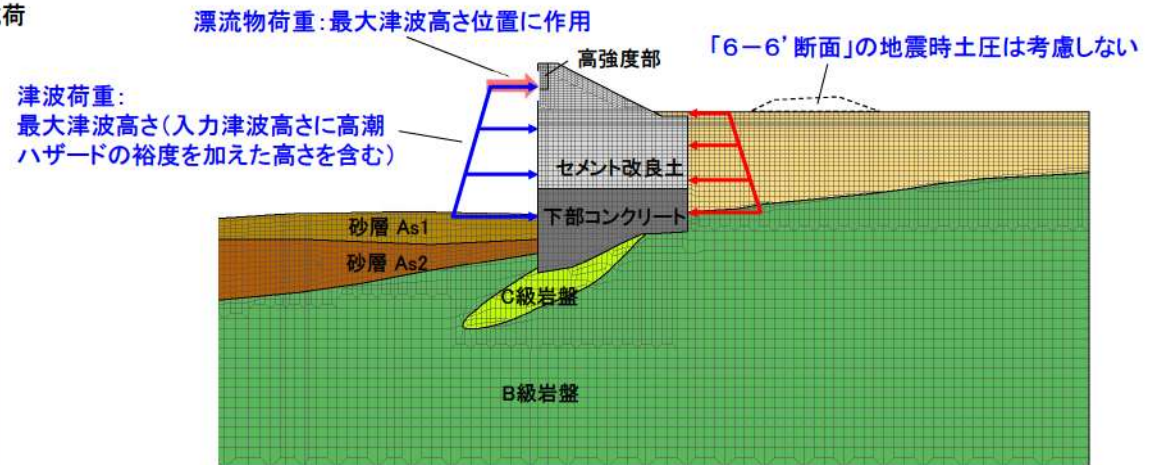 荷
漂流物荷重:最大津波高さ位置に作用
「6-6’断面」の地震時土圧は考慮しない
高強度部
津波荷重:
最大津波高さ(入力津波高さに高潮
ハザードの裕度を加えた高さを含む)
セメント改良土
下部コンクリート
砂層 As1
砂層 As2
C級岩盤
B級岩盤